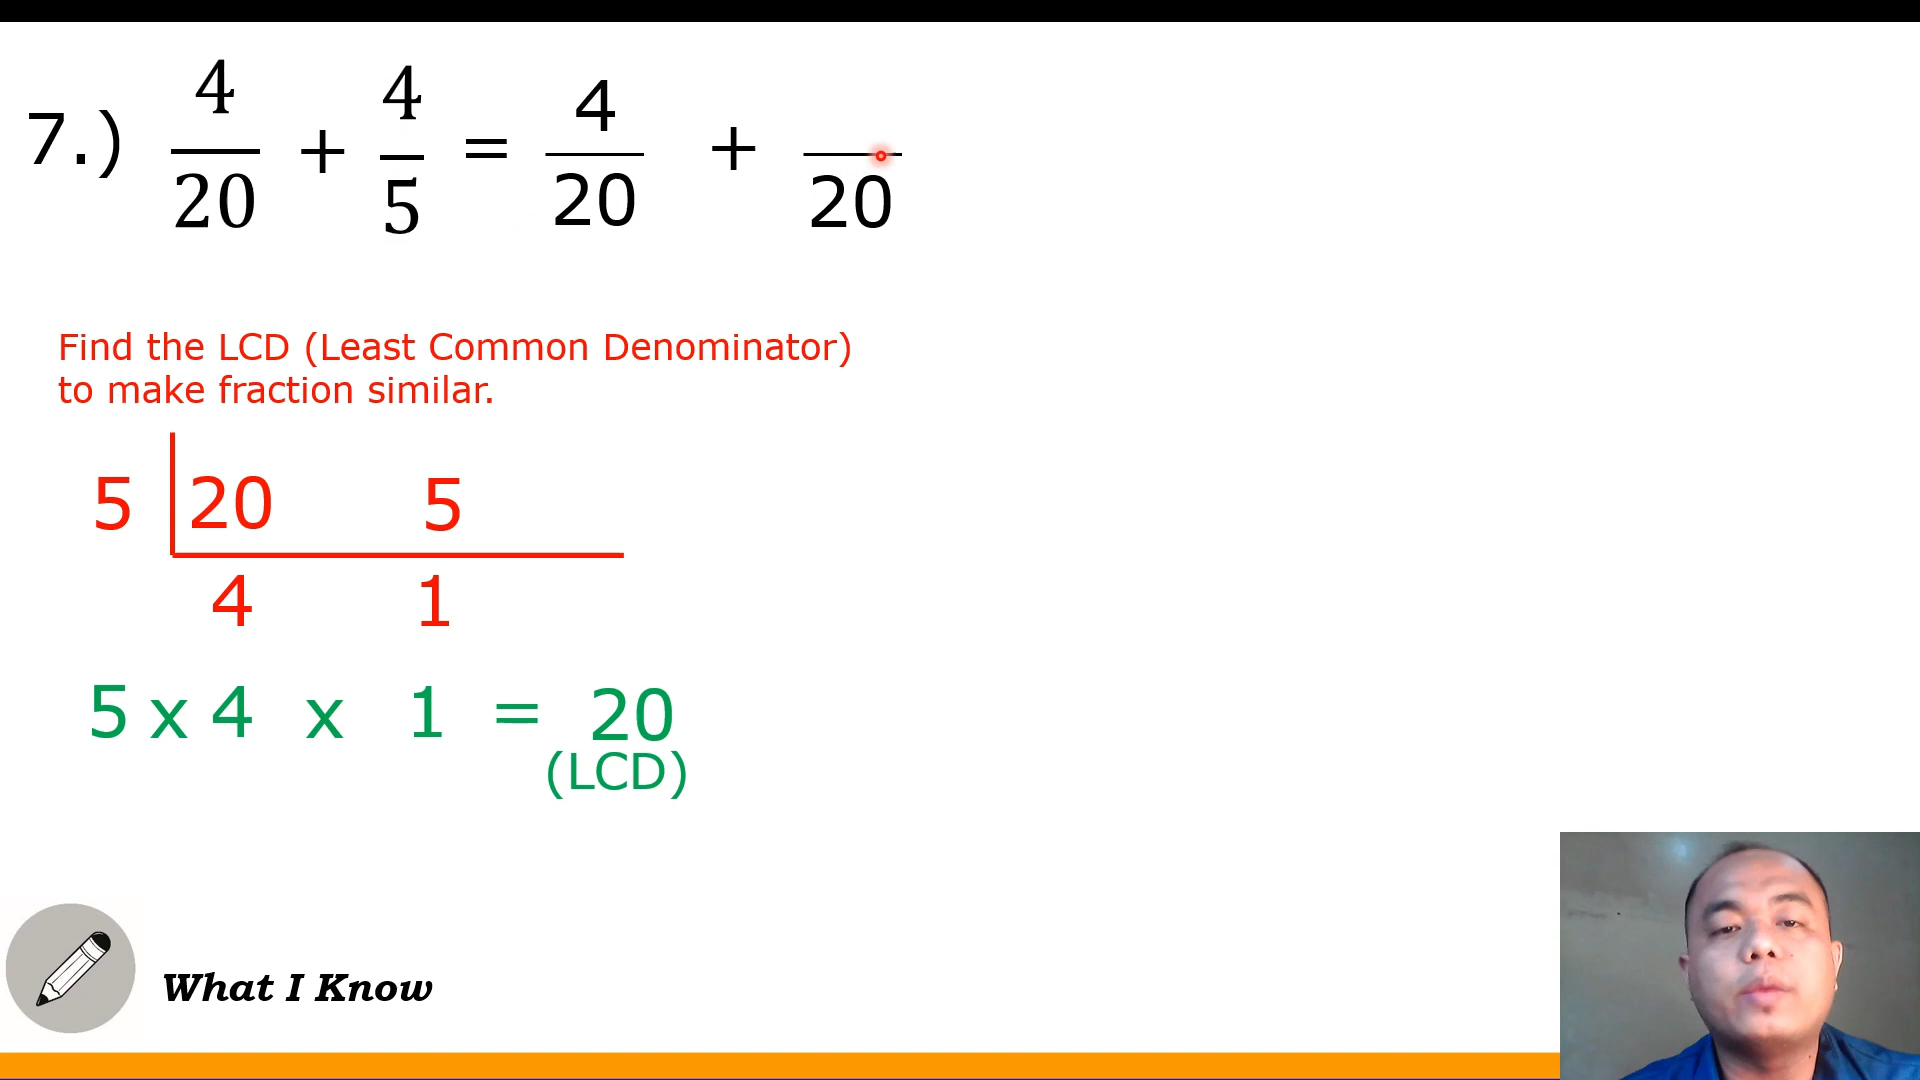 7.) 4/20 + 4/5 = 4/20 + /20
Find the LCD (Least Common Denominator)
to make fraction similar.
5 20 5
4 1
5 x 4 x 1 = 20
(LCD)
What I Know